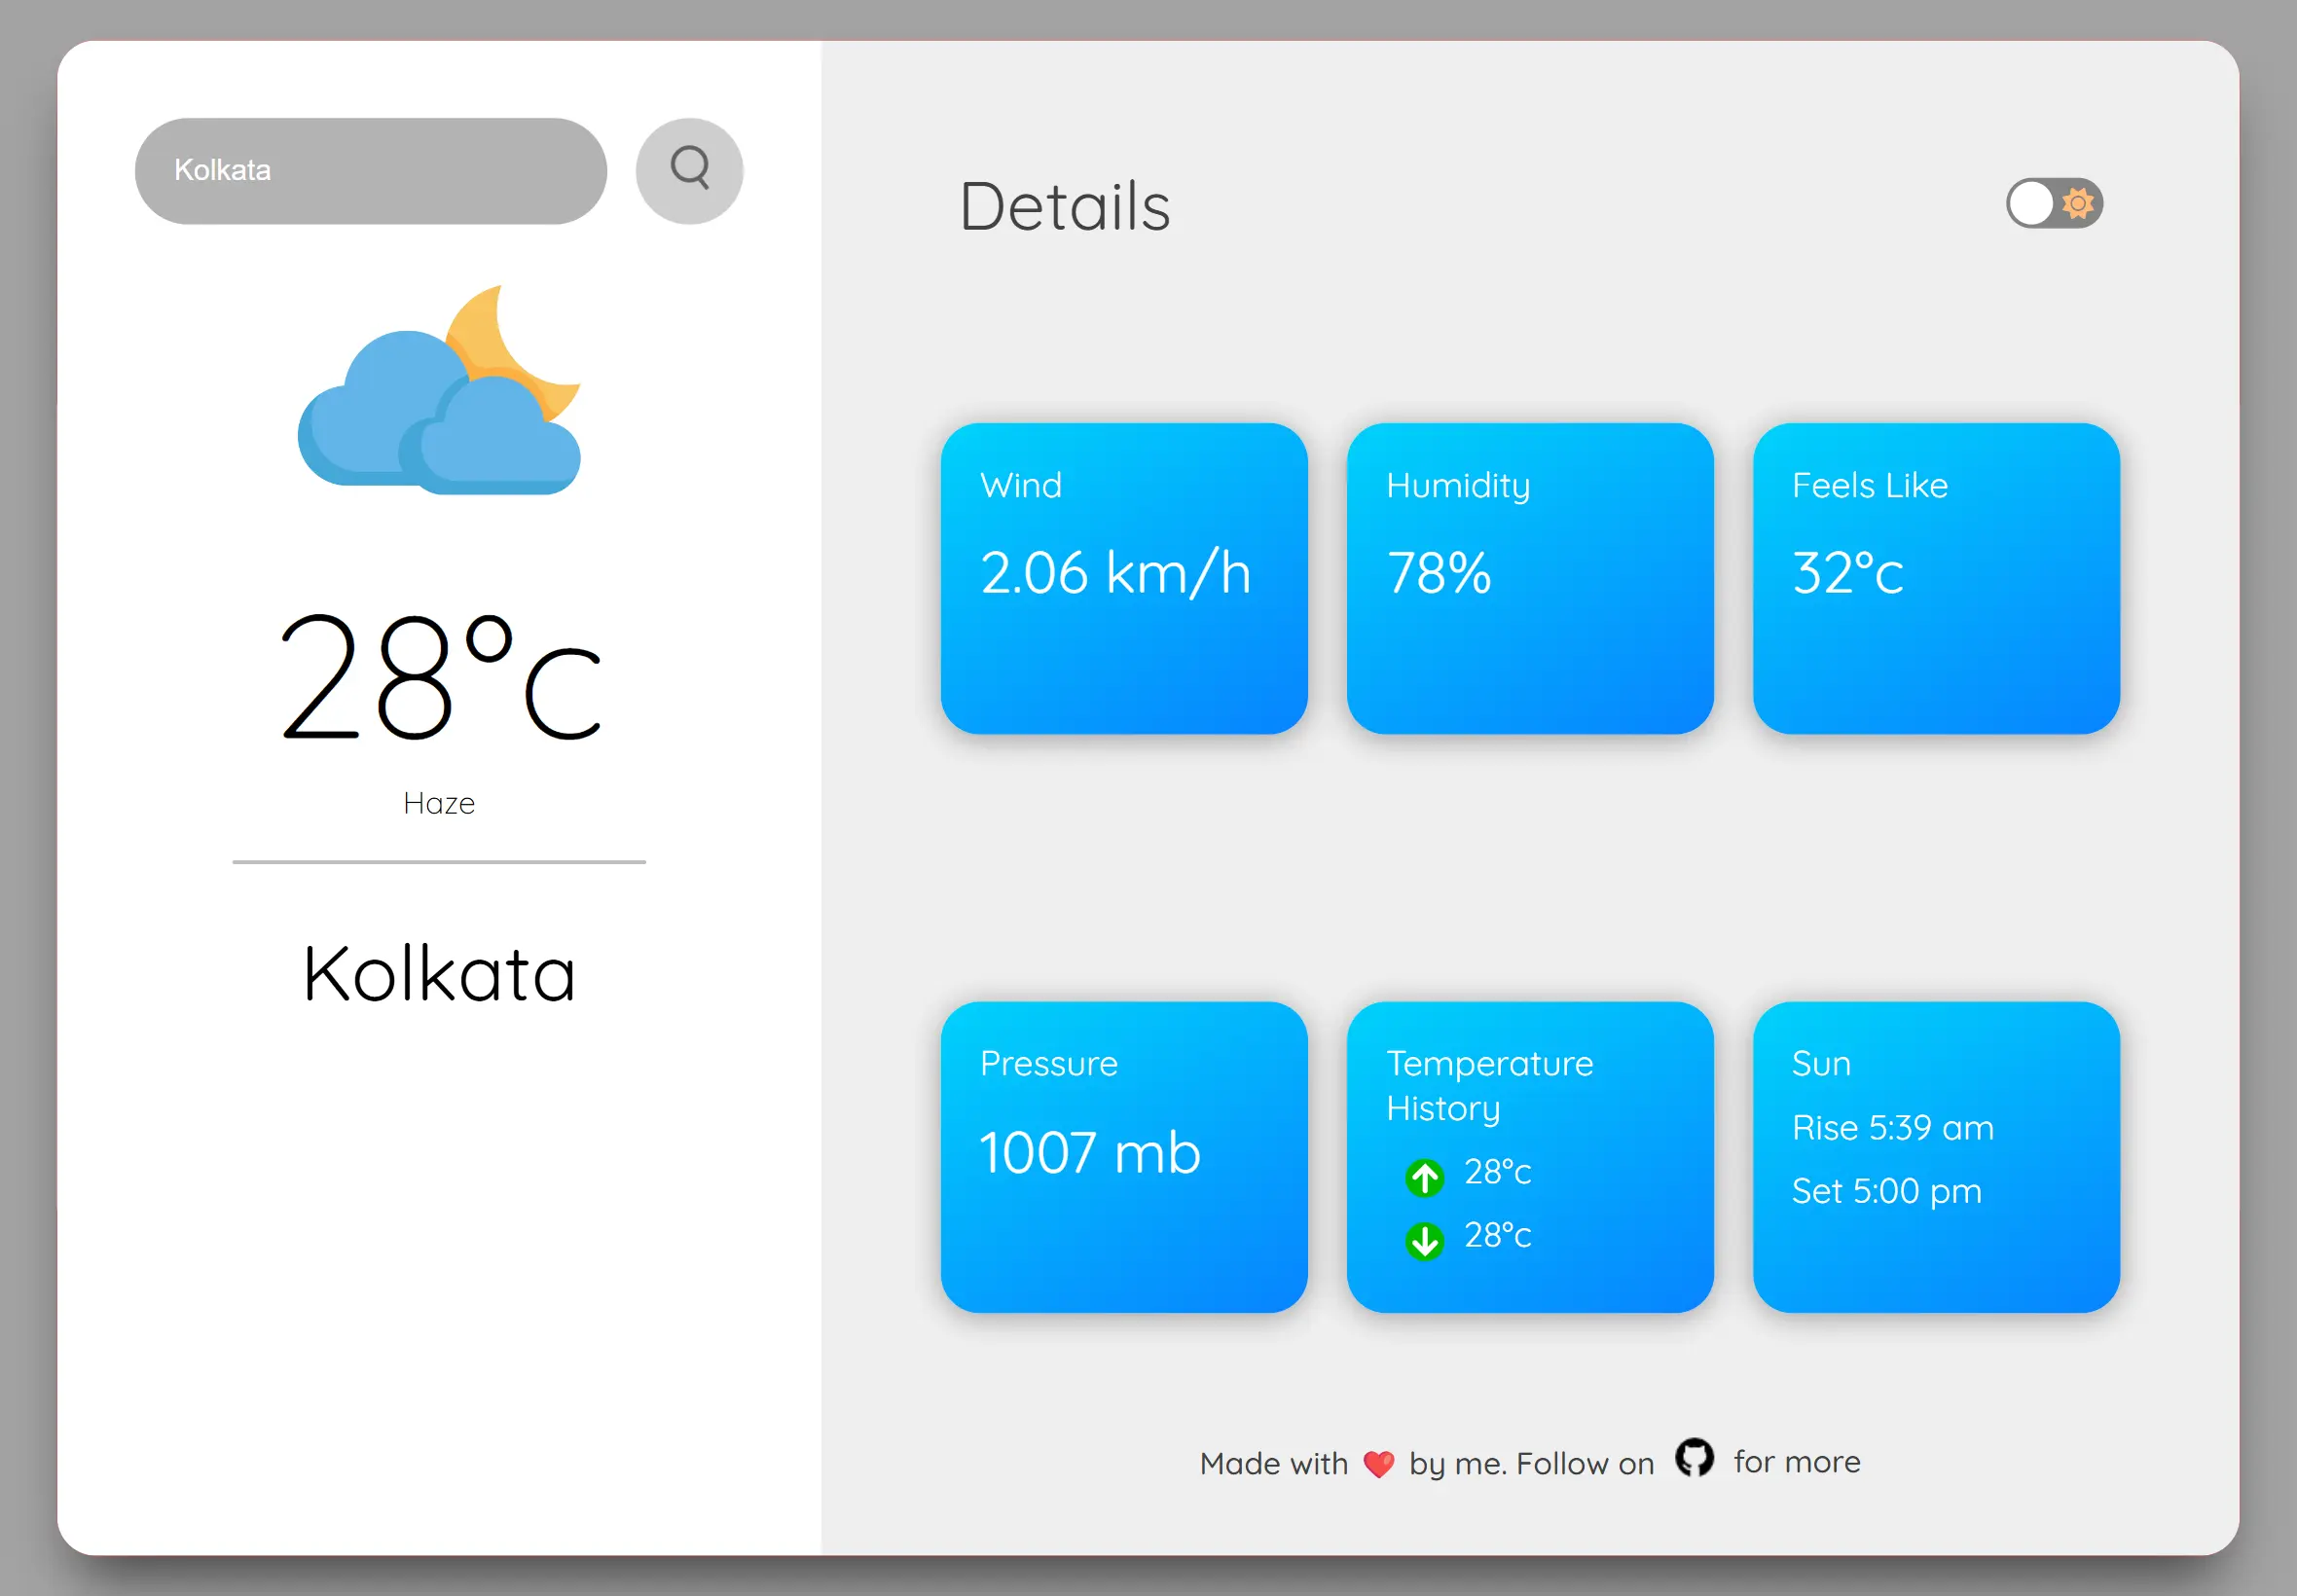 Kolkata
28°c
Haze
Kolkata
Details
Wind
2.06 km/h
Humidity
78%
Feels Like
32°c
Pressure
1007 mb
Temperature
History
28°c
28°c
Sun
Rise 5:39 am
Set 5:00 pm
Made with ❤️ by me. Follow on for more